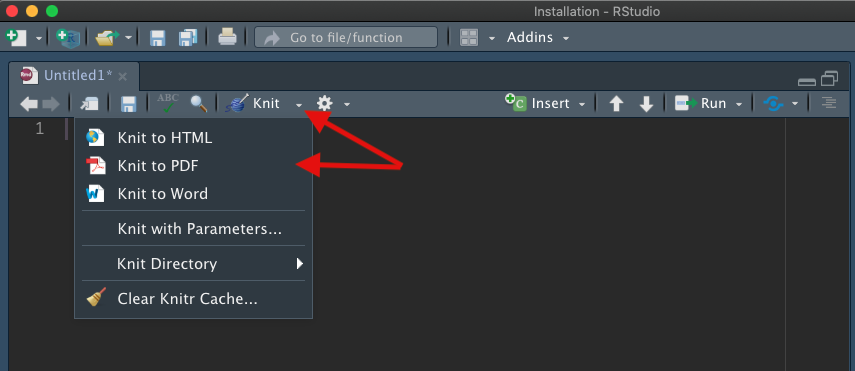 Installation - RStudio
Go to file/function
Addins
Untitled1*
ABC
Knit
Insert
Run
1
Knit to HTML
Knit to PDF
Knit to Word
Knit with Parameters...
Knit Directory
Clear Knitr Cache...